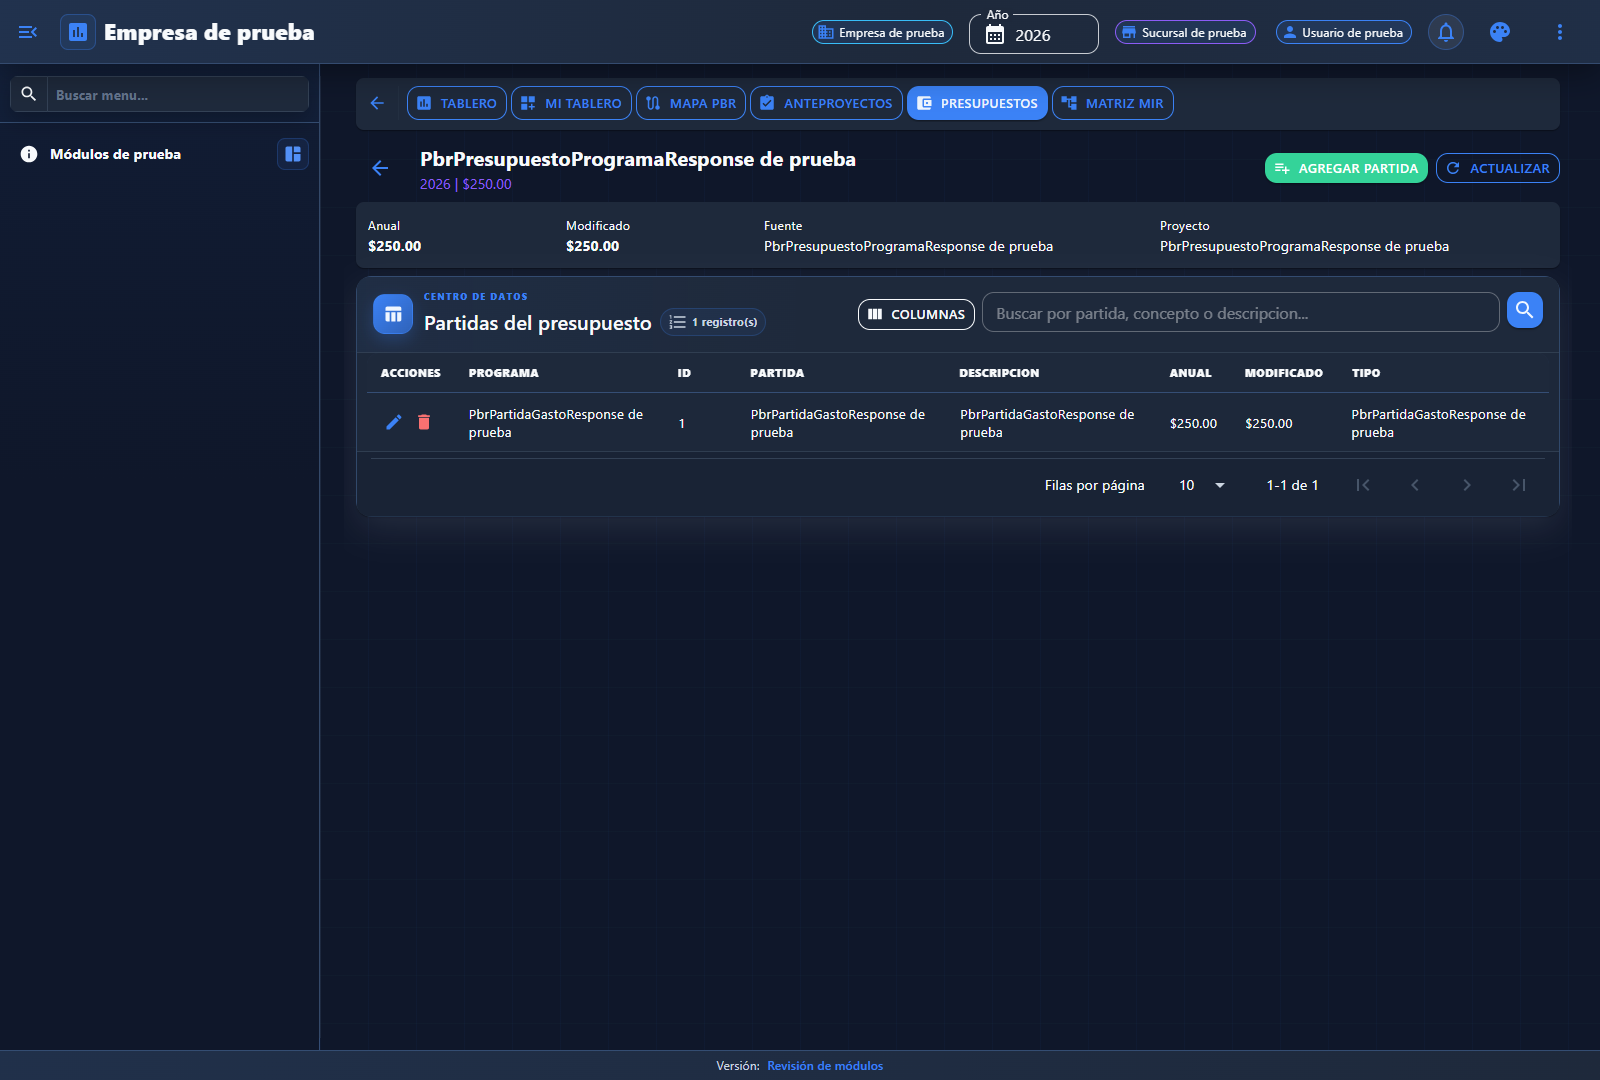 Empresa de prueba
Empresa de prueba
Año
2026
Sucursal de prueba
Usuario de prueba
Buscar menu...
Módulos de prueba
TABLERO
MI TABLERO
MAPA PBR
ANTEPROYECTOS
PRESUPUESTOS
MATRIZ MIR
PbrPresupuestoProgramaResponse de prueba
2026 | $250.00
AGREGAR PARTIDA
ACTUALIZAR
Anual
$250.00
Modificado
$250.00
Fuente
PbrPresupuestoProgramaResponse de prueba
Proyecto
PbrPresupuestoProgramaResponse de prueba
CENTRO DE DATOS
Partidas del presupuesto
1 registro(s)
COLUMNAS
Buscar por partida, concepto o descripcion...
ACCIONES PROGRAMA ID PARTIDA DESCRIPCION ANUAL MODIFICADO TIPO
PbrPartidaGastoResponse de prueba
1
PbrPartidaGastoResponse de prueba
PbrPartidaGastoResponse de prueba
$250.00
$250.00
PbrPartidaGastoResponse de prueba
Filas por página 10 1-1 de 1
Versión: Revisión de módulos